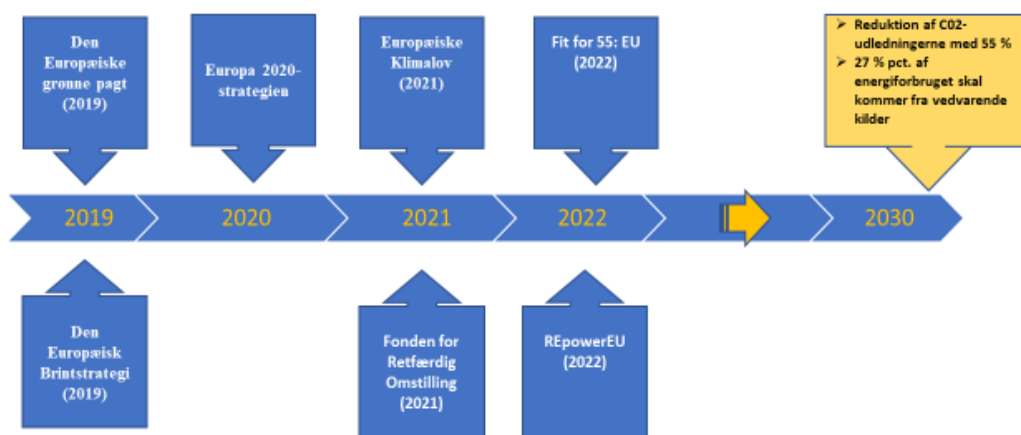 Den
Europæiske
grønne pagt
(2019)
Europa 2020-
strategien
Europæiske
Klimalov
(2021)
Fit for 55: EU
(2022)
➢ Reduktion af C02-
udledningerne med 55 %
➢ 27 % pct. af
energiforbruget skal
kommer fra vedvarende
kilder
2019
2020
2021
2022
2030
Den
Europæisk
Brintstrategi
(2019)
Fonden for
Retfærdig
Omstilling
(2021)
REpowerEU
(2022)